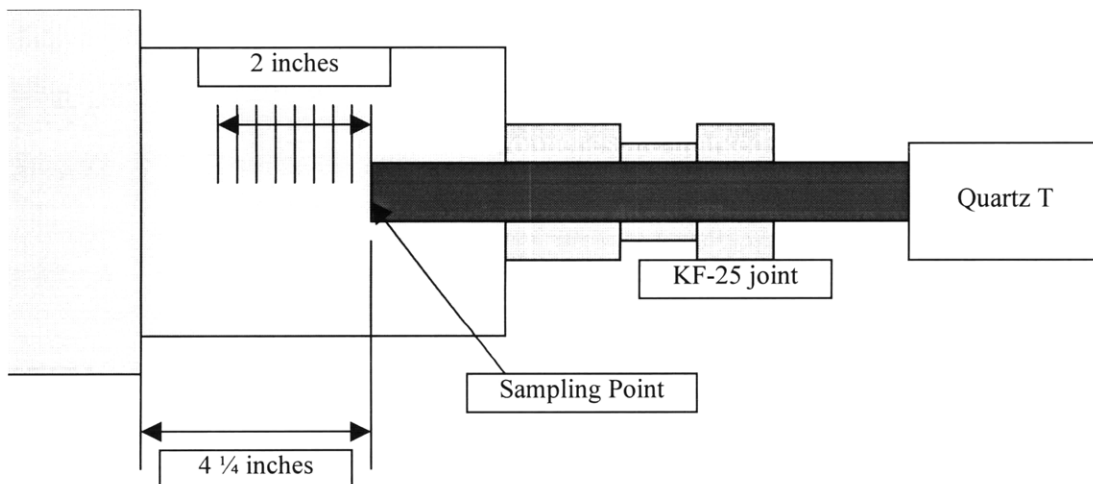 2 inches
Quartz T
KF-25 joint
Sampling Point
4 ¼ inches